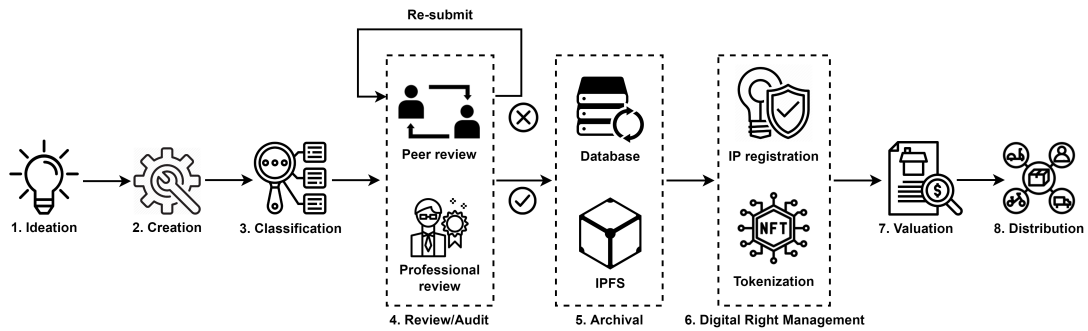 Re-submit
1. Ideation
2. Creation
3. Classification
Peer review
Professional
review
4. Review/Audit
Database
IPFS
5. Archival
IP registration
NFT
Tokenization
6. Digital Right Management
$
7. Valuation
8. Distribution